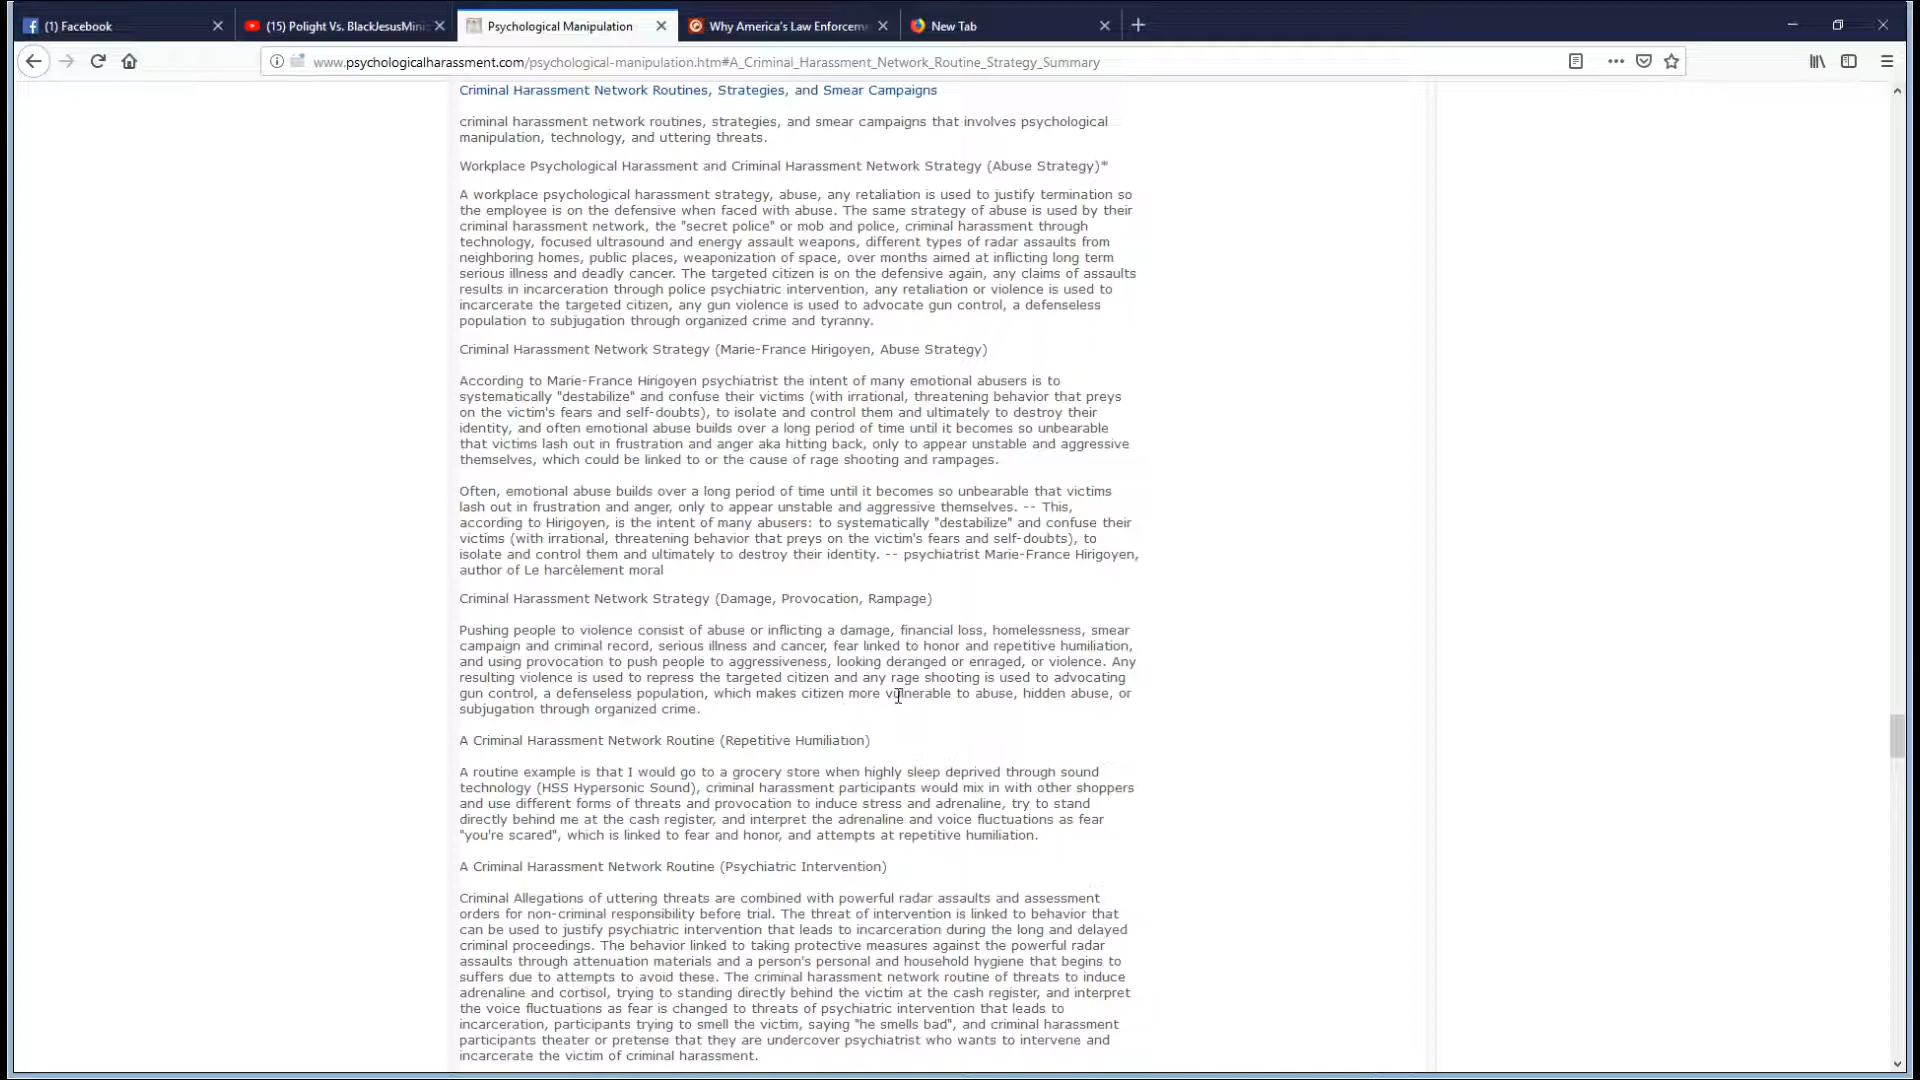 (1) Facebook
(15) Polight Vs. BlackJesusMini
Psychological Manipulation
Why America's Law Enforcem
New Tab
www.psychologicalharassment.com/psychological-manipulation.htm#A_Criminal_Harassment_Network_Routine_Strategy_Summary
Criminal Harassment Network Routines, Strategies, and Smear Campaigns
criminal harassment network routines, strategies, and smear campaigns that involves psychological
manipulation, technology, and uttering threats.
Workplace Psychological Harassment and Criminal Harassment Network Strategy (Abuse Strategy)*
A workplace psychological harassment strategy, abuse, any retaliation is used to justify termination so
the employee is on the defensive when faced with abuse. The same strategy of abuse is used by their
criminal harassment network, the "secret police" or mob and police, criminal harassment through
technology, focused ultrasound and energy assault weapons, different types of radar assaults from
neighboring homes, public places, weaponization of space, over months aimed at inflicting long term
serious illness and deadly cancer. The targeted citizen is on the defensive again, any claims of assaults
results in incarceration through police psychiatric intervention, any retaliation or violence is used to
incarcerate the targeted citizen, any gun violence is used to advocate gun control, a defenseless
population to subjugation through organized crime and tyranny.
Criminal Harassment Network Strategy (Marie-France Hirigoyen, Abuse Strategy)
According to Marie-France Hirigoyen psychiatrist the intent of many emotional abusers is to
systematically "destabilize" and confuse their victims (with irrational, threatening behavior that preys
on the victim's fears and self-doubts), to isolate and control them and ultimately to destroy their
identity, and often emotional abuse builds over a long period of time until it becomes so unbearable
that victims lash out in frustration and anger aka hitting back, only to appear unstable and aggressive
themselves, which could be linked to or the cause of rage shooting and rampages.
Often, emotional abuse builds over a long period of time until it becomes so unbearable that victims
lash out in frustration and anger, only to appear unstable and aggressive themselves. -- This,
according to Hirigoyen, is the intent of many abusers: to systematically "destabilize" and confuse their
victims (with irrational, threatening behavior that preys on the victim's fears and self-doubts), to
isolate and control them and ultimately to destroy their identity. -- psychiatrist Marie-France Hirigoyen,
author of Le harcèlement moral
Criminal Harassment Network Strategy (Damage, Provocation, Rampage)
Pushing people to violence consist of abuse or inflicting a damage, financial loss, homelessness, smear
campaign and criminal record, serious illness and cancer, fear linked to honor and repetitive humiliation,
and using provocation to push people to aggressiveness, looking deranged or enraged, or violence. Any
resulting violence is used to repress the targeted citizen and any rage shooting is used to advocating
gun control, a defenseless population, which makes citizen more vulnerable to abuse, hidden abuse, or
subjugation through organized crime.
A Criminal Harassment Network Routine (Repetitive Humiliation)
A routine example is that I would go to a grocery store when highly sleep deprived through sound
technology (HSS Hypersonic Sound), criminal harassment participants would mix in with other shoppers
and use different forms of threats and provocation to induce stress and adrenaline, try to stand
directly behind me at the cash register, and interpret the adrenaline and voice fluctuations as fear
"you're scared", which is linked to fear and honor, and attempts at repetitive humiliation.
A Criminal Harassment Network Routine (Psychiatric Intervention)
Criminal Allegations of uttering threats are combined with powerful radar assaults and assessment
orders for non-criminal responsibility before trial. The threat of intervention is linked to behavior that
can be used to justify psychiatric intervention that leads to incarceration during the long and delayed
criminal proceedings. The behavior linked to taking protective measures against the powerful radar
assaults through attenuation materials and a person's personal and household hygiene that begins to
suffers due to attempts to avoid these. The criminal harassment network routine of threats to induce
adrenaline and cortisol, trying to standing directly behind the victim at the cash register, and interpret
the voice fluctuations as fear is changed to threats of psychiatric intervention that leads to
incarceration, participants trying to smell the victim, saying "he smells bad", and criminal harassment
participants theater or pretense that they are undercover psychiatrist who wants to intervene and
incarcerate the victim of criminal harassment.